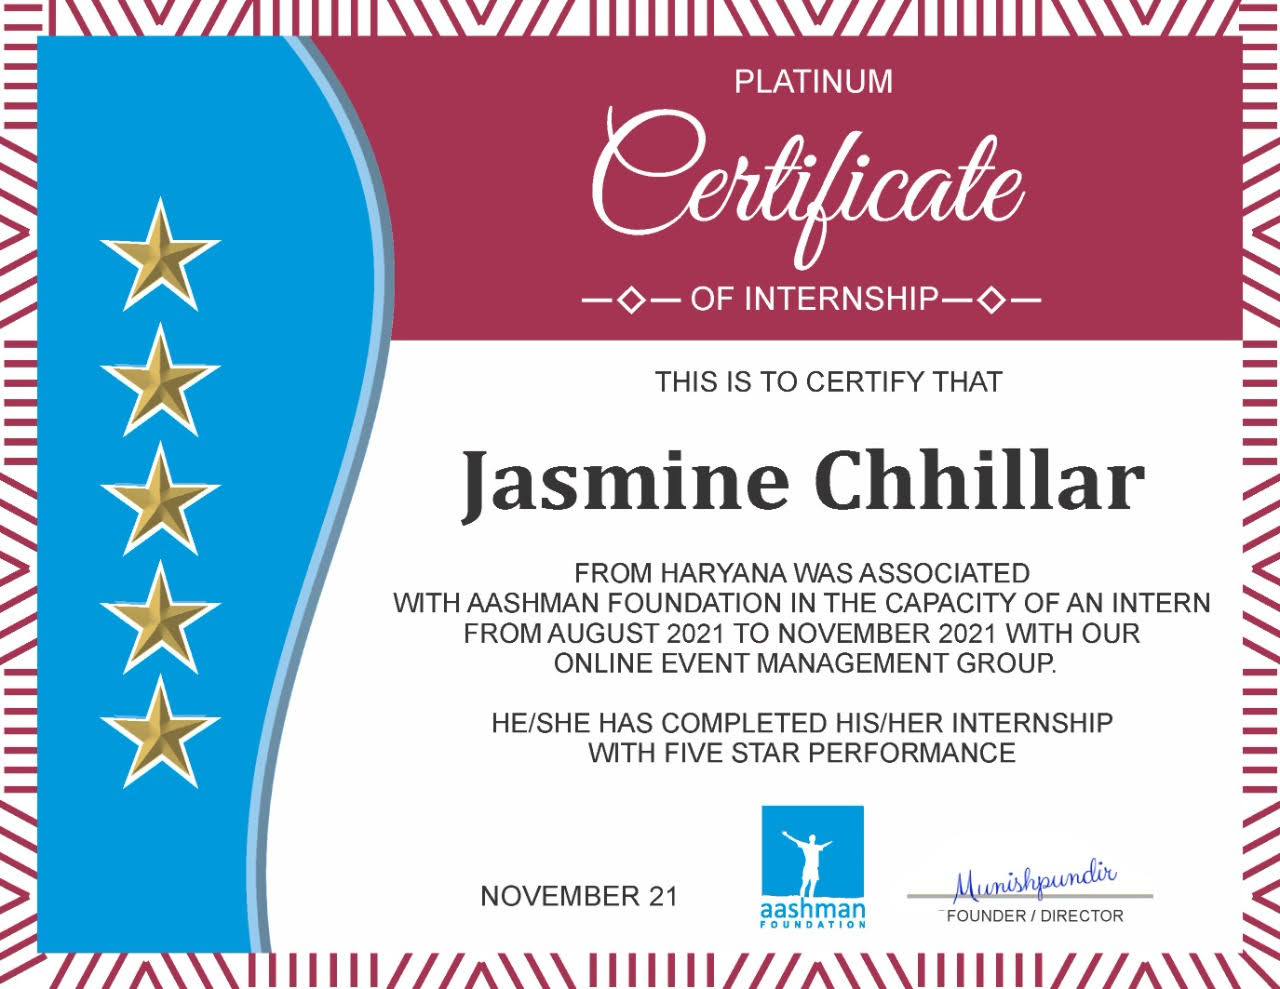 PLATINUM
Certificate
OF INTERNSHIP
THIS IS TO CERTIFY THAT
Jasmine Chhillar
FROM HARYANA WAS ASSOCIATED
WITH AASHMAN FOUNDATION IN THE CAPACITY OF AN INTERN
FROM AUGUST 2021 TO NOVEMBER 2021 WITH OUR
ONLINE EVENT MANAGEMENT GROUP.
HE/SHE HAS COMPLETED HIS/HER INTERNSHIP
WITH FIVE STAR PERFORMANCE
NOVEMBER 21
aashman
FOUNDATION
Munishpundir
FOUNDER / DIRECTOR